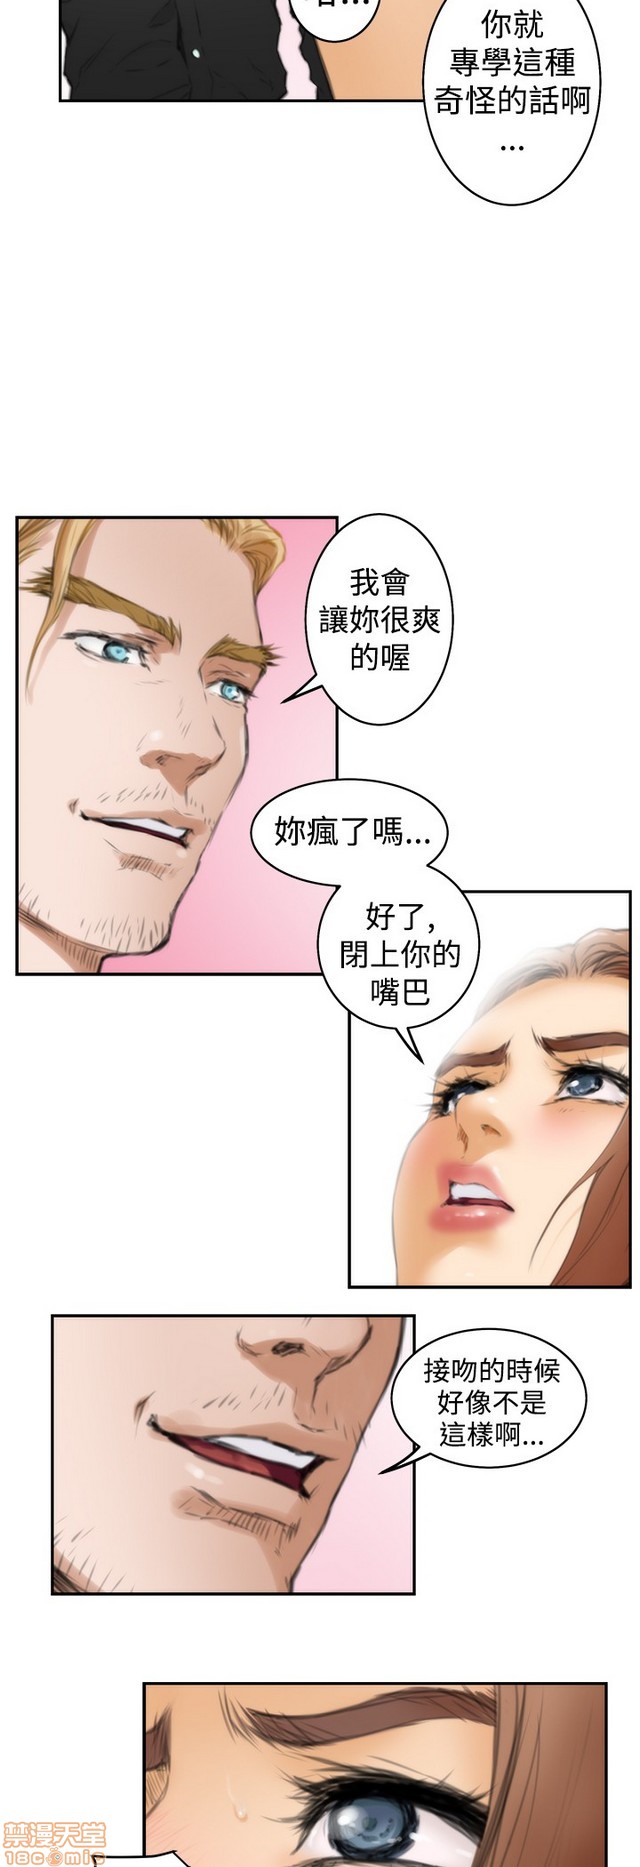 你就
專學這種
奇怪的話啊
...
我會
讓妳很爽
的喔
妳瘋了嗎...
好了,
閉上你的
嘴巴
接吻的時候
好像不是
這樣啊...
禁漫天堂
18comic